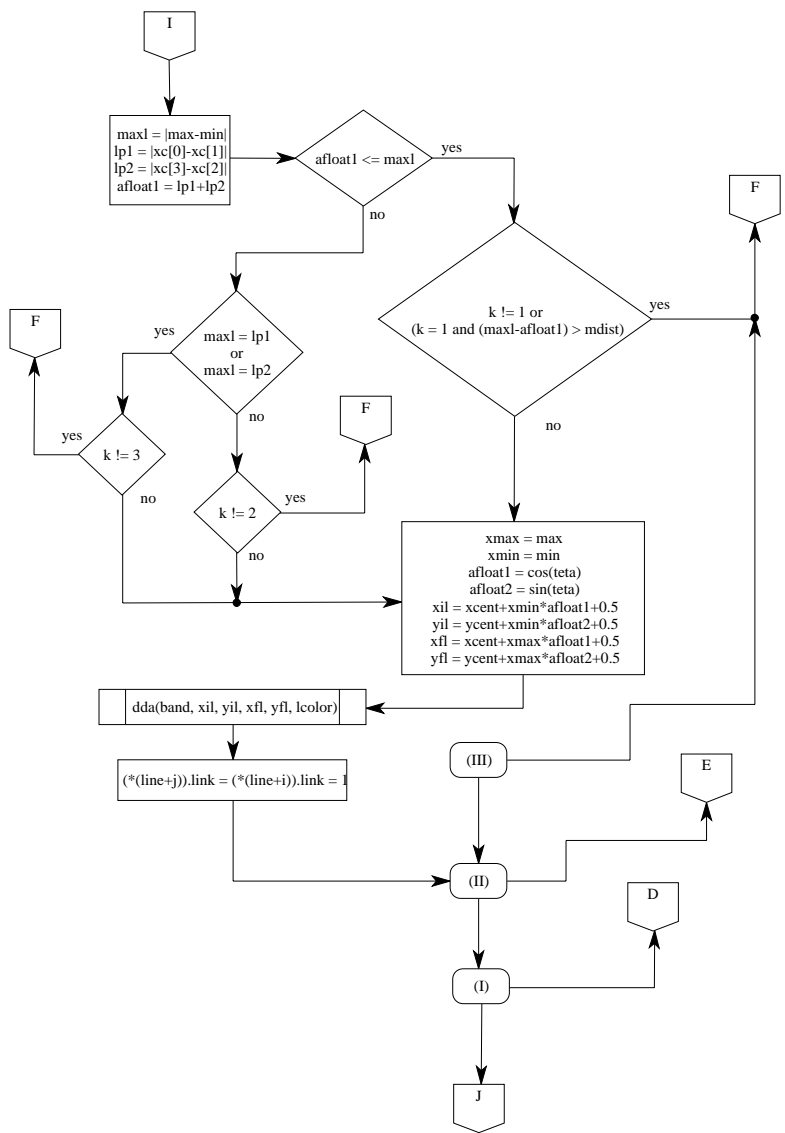 I
maxl = |max-min|
lp1 = |xc[0]-xc[1]|
lp2 = |xc[3]-xc[2]|
afloat1 = lp1+lp2
afloat1 <= maxl
yes
no
F
k != 1 or
(k = 1 and (maxl-afloat1) > mdist)
yes
no
F
yes
maxl = lp1
or
maxl = lp2
no
F
yes
k != 3
no
k != 2
yes
no
xmax = max
xmin = min
afloat1 = cos(teta)
afloat2 = sin(teta)
xil = xcent+xmin*afloat1+0.5
yil = ycent+xmin*afloat2+0.5
xfl = xcent+xmax*afloat1+0.5
yfl = ycent+xmax*afloat2+0.5
dda(band, xil, yil, xfl, yfl, lcolor)
(*(line+j)).link = (*(line+i)).link = 1
(III)
E
(II)
D
(I)
J